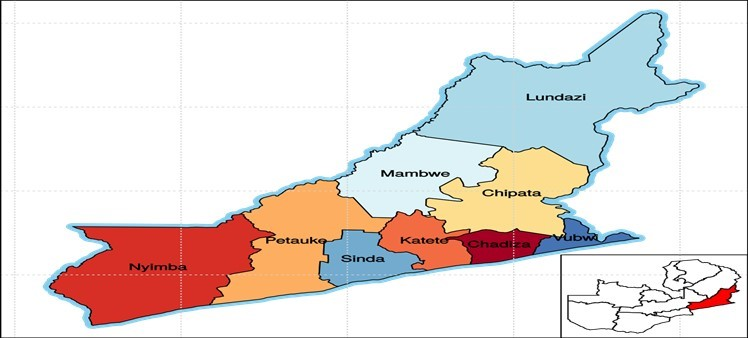 Lundazi
Mambwe
Chipata
Petauke
Katete
Chadiza
Vubwi
Sinda
Nyimba